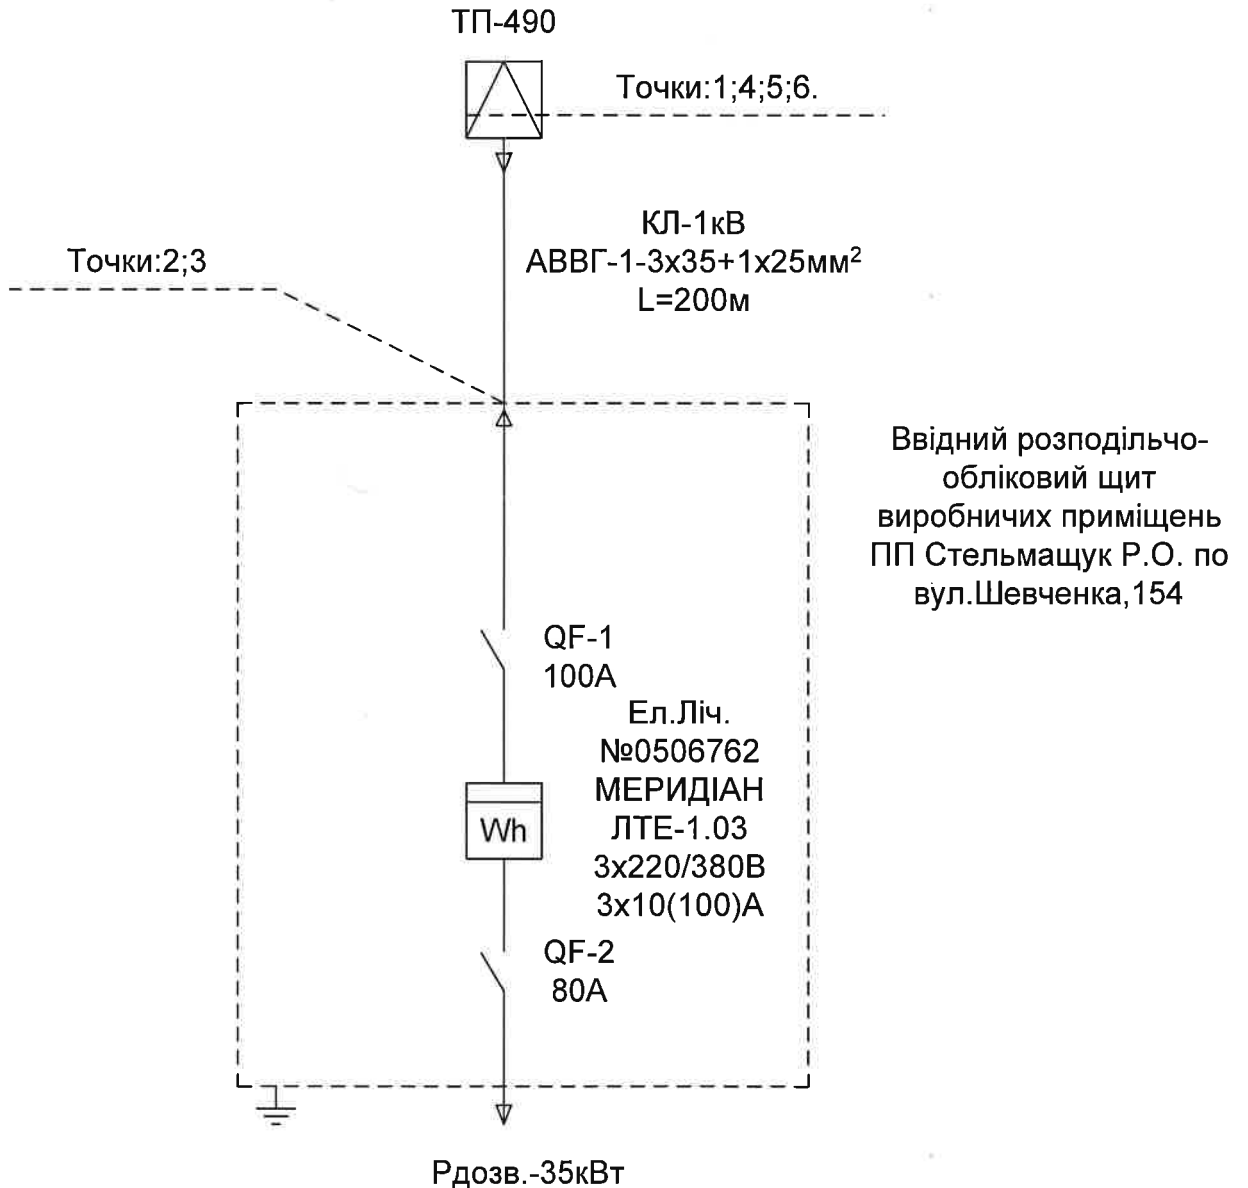 ТП-490
Точки:1;4;5;6.
КЛ-1кВ
АВВГ-1-3х35+1х25мм²
L=200м
Точки:2;3
Ввідний розподільчо-
обліковий щит
виробничих приміщень
ПП Стельмащук Р.О. по
вул.Шевченка,154
QF-1
100А
Ел.Ліч.
№0506762
МЕРИДІАН
ЛТЕ-1.03
3х220/380В
3х10(100)А
Wh
QF-2
80А
Рдозв.-35кВт